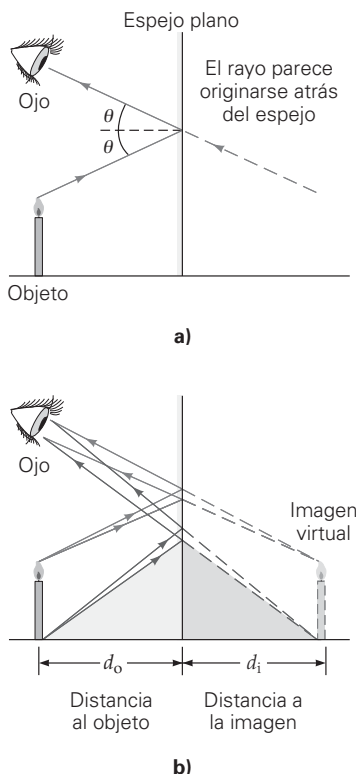 Espejo plano
Ojo
El rayo parece
originarse atrás
del espejo
θ
θ
Objeto
a)
Ojo
Imagen
virtual
d_o
d_i
Distancia
al objeto
Distancia a
la imagen
b)